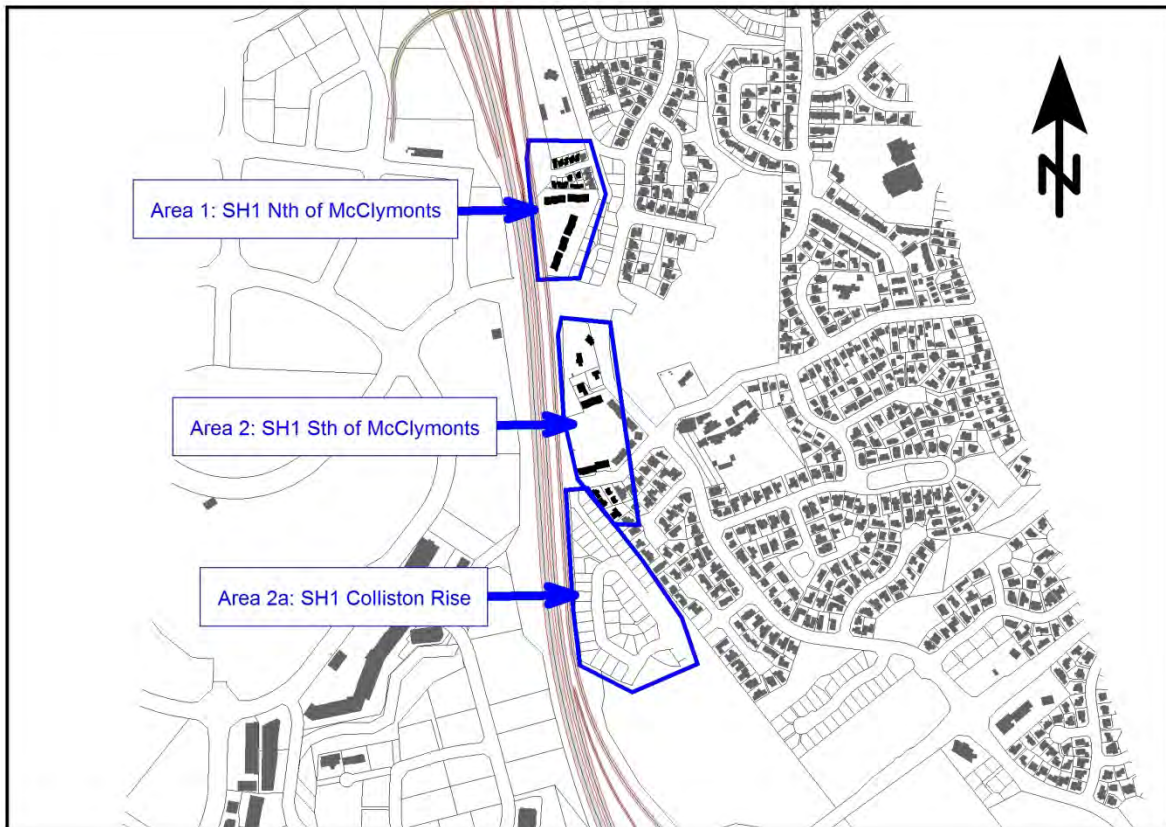 Area 1: SH1 Nth of McClymonts
Area 2: SH1 Sth of McClymonts
Area 2a: SH1 Colliston Rise
N